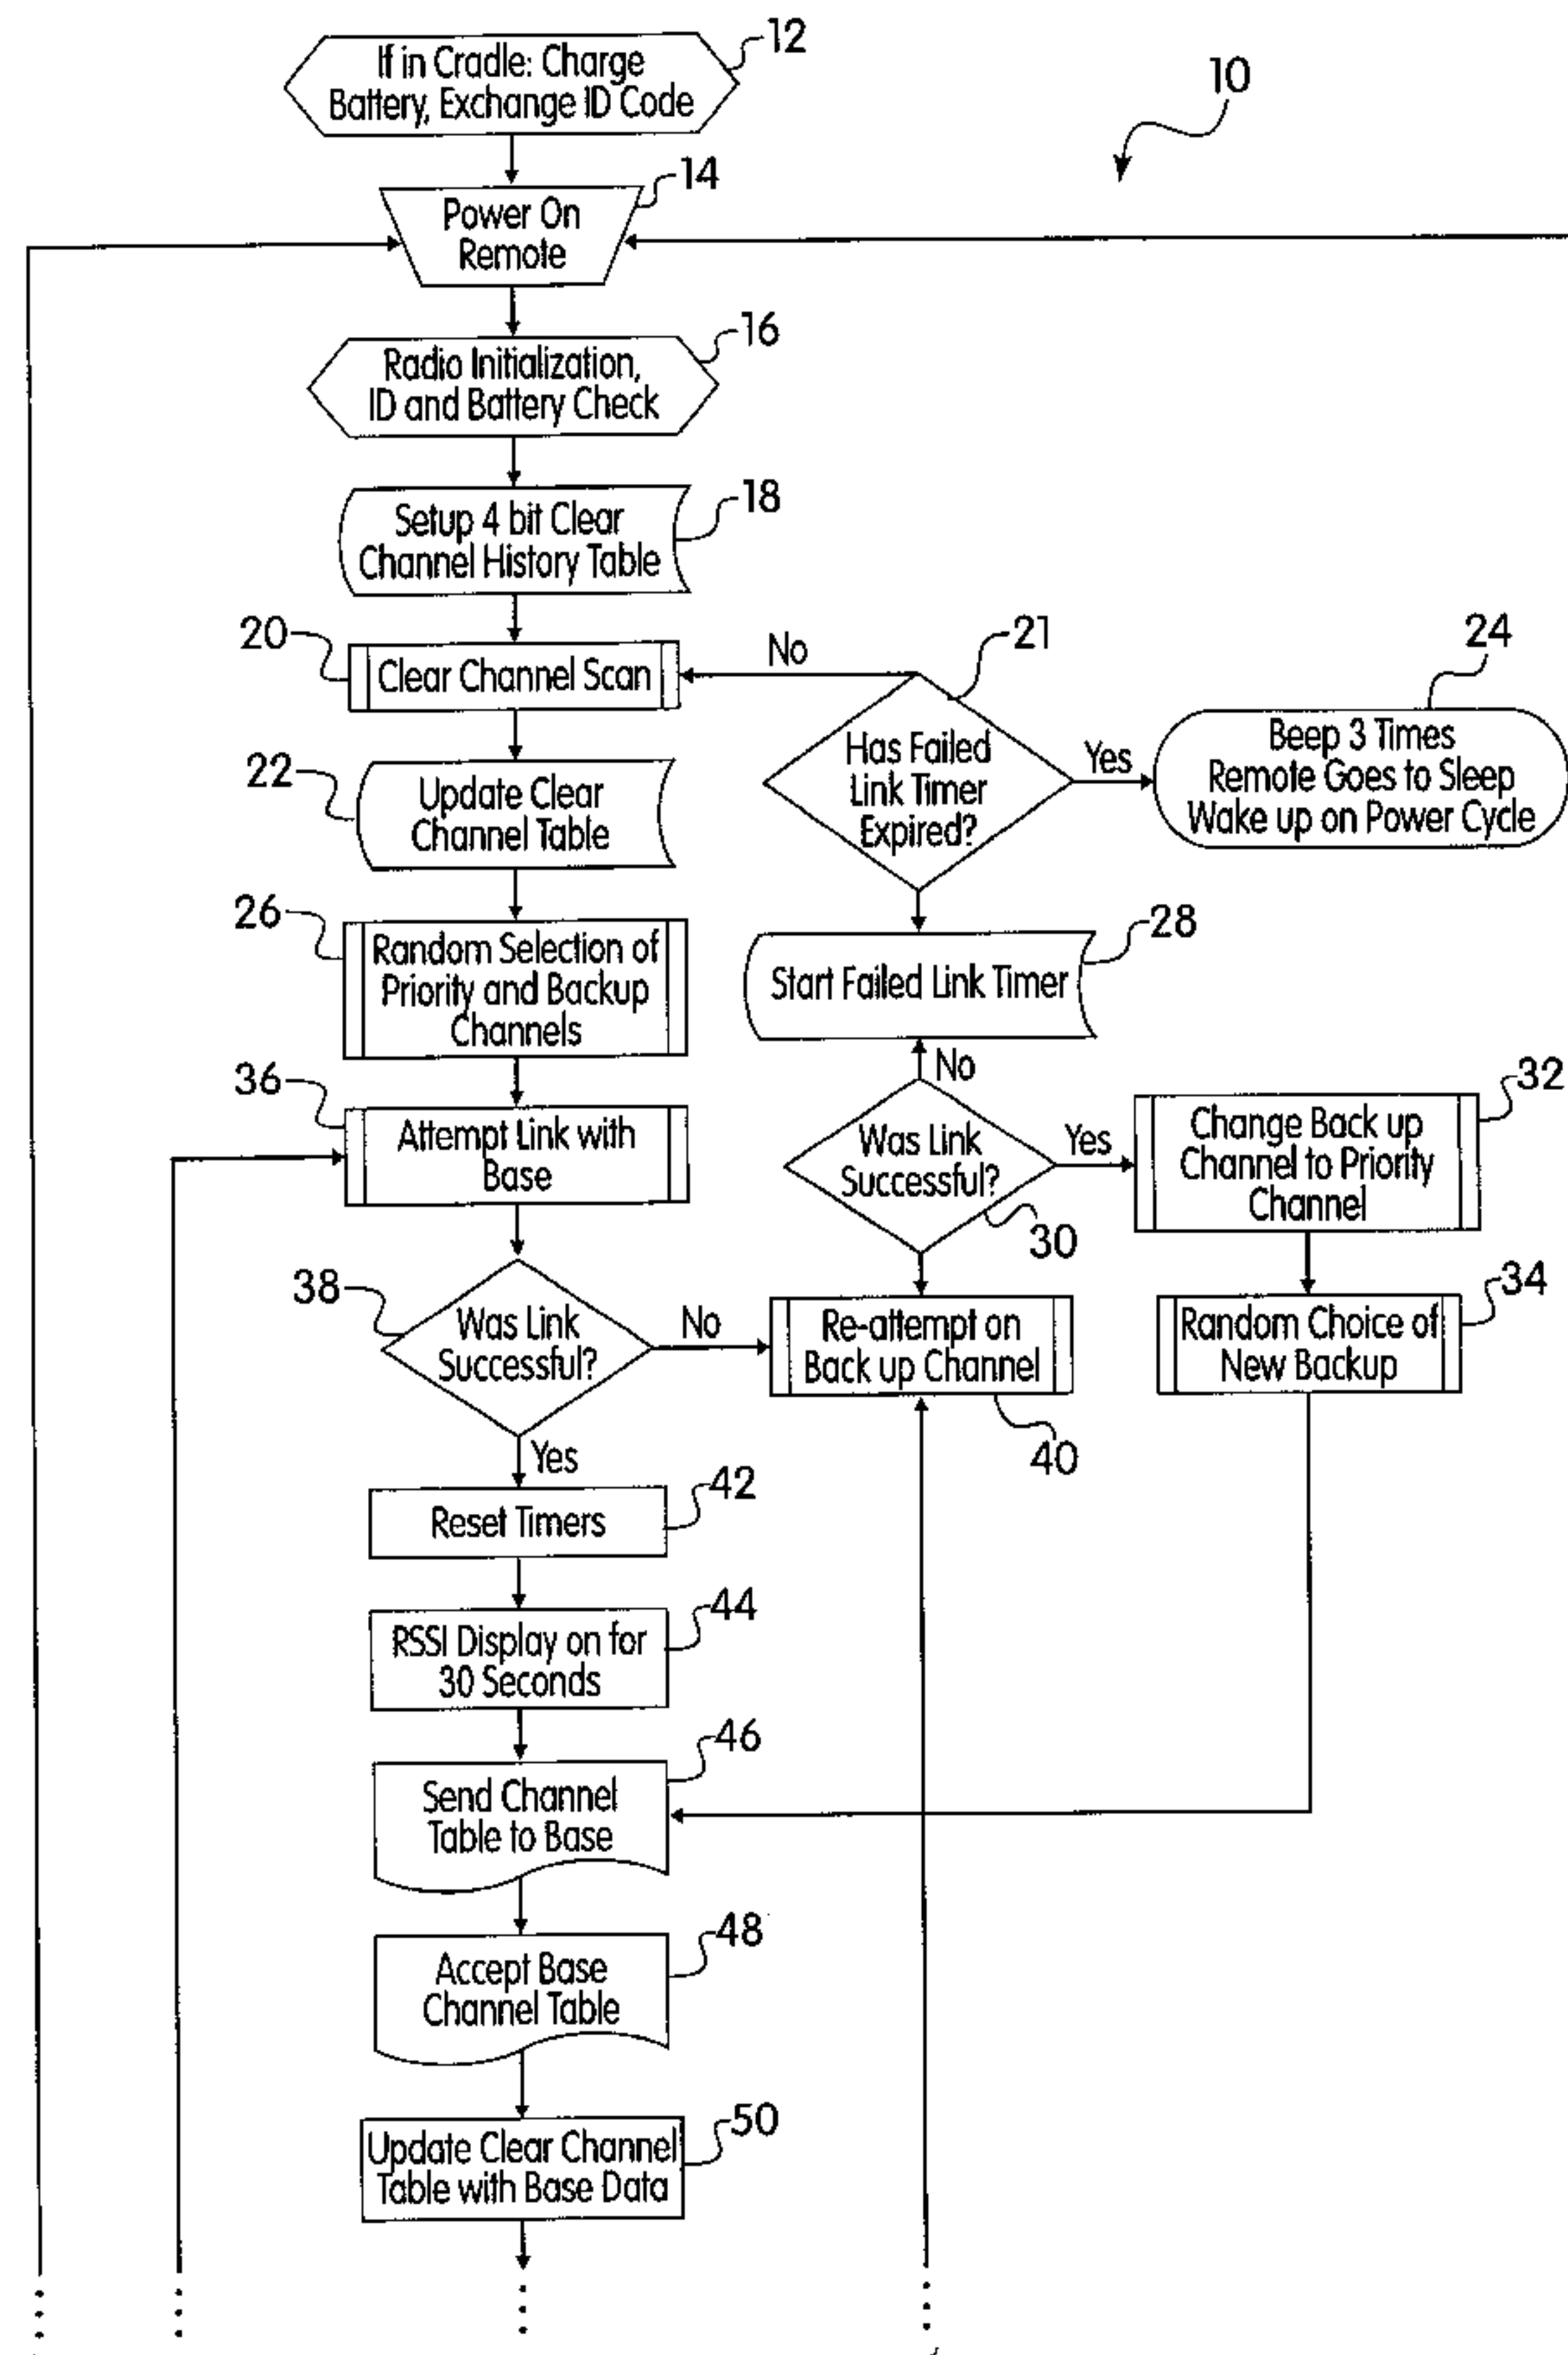 If in Cradle: Charge
Battery, Exchange ID Code
12
10
Power On
Remote
14
Radio Initialization,
ID and Battery Check
16
Setup 4 bit Clear
Channel History Table
18
20
Clear Channel Scan
No
21
Has Failed
Link Timer
Expired?
Yes
24
Beep 3 Times
Remote Goes to Sleep
Wake up on Power Cycle
22
Update Clear
Channel Table
26
Random Selection of
Priority and Backup
Channels
28
Start Failed Link Timer
No
36
Attempt Link with
Base
Was Link
Successful?
30
Yes
32
Change Back up
Channel to Priority
Channel
38
Was Link
Successful?
No
Re-attempt on
Back up Channel
40
34
Random Choice of
New Backup
Yes
42
Reset Timers
44
RSSI Display on for
30 Seconds
46
Send Channel
Table to Base
48
Accept Base
Channel Table
50
Update Clear Channel
Table with Base Data